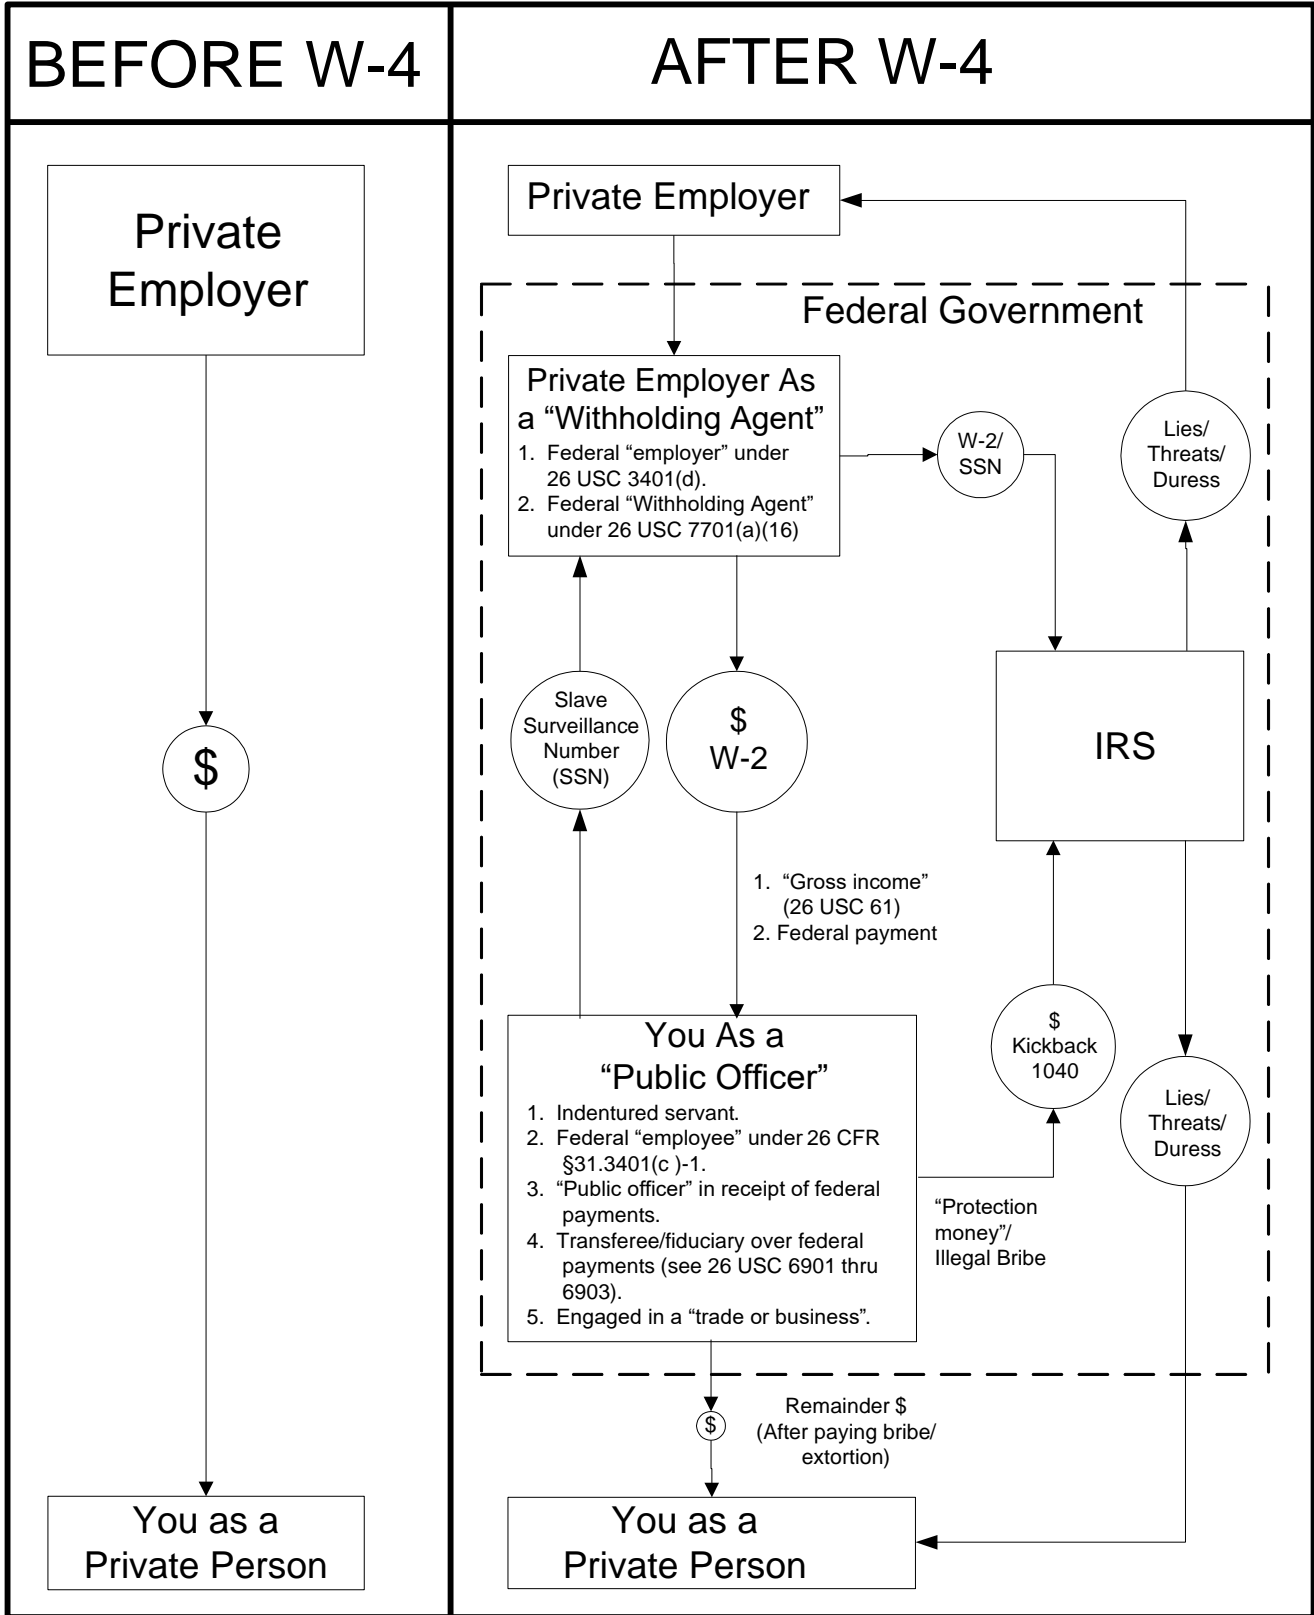 BEFORE W-4
AFTER W-4
Private
Employer
$
You as a
Private Person
Private Employer
Federal Government
Private Employer As
a “Withholding Agent”
1. Federal “employer” under
26 USC 3401(d).
2. Federal “Withholding Agent”
under 26 USC 7701(a)(16)
W-2/
SSN
Lies/
Threats/
Duress
Slave
Surveillance
Number
(SSN)
$
W-2
IRS
1. “Gross income”
(26 USC 61)
2. Federal payment
You As a
“Public Officer”
1. Indentured servant.
2. Federal “employee” under 26 CFR
§31.3401(c )-1.
3. “Public officer” in receipt of federal
payments.
4. Transferee/fiduciary over federal
payments (see 26 USC 6901 thru
6903).
5. Engaged in a “trade or business”.
$
Kickback
1040
Lies/
Threats/
Duress
“Protection
money”/
Illegal Bribe
$
Remainder $
(After paying bribe/
extortion)
You as a
Private Person